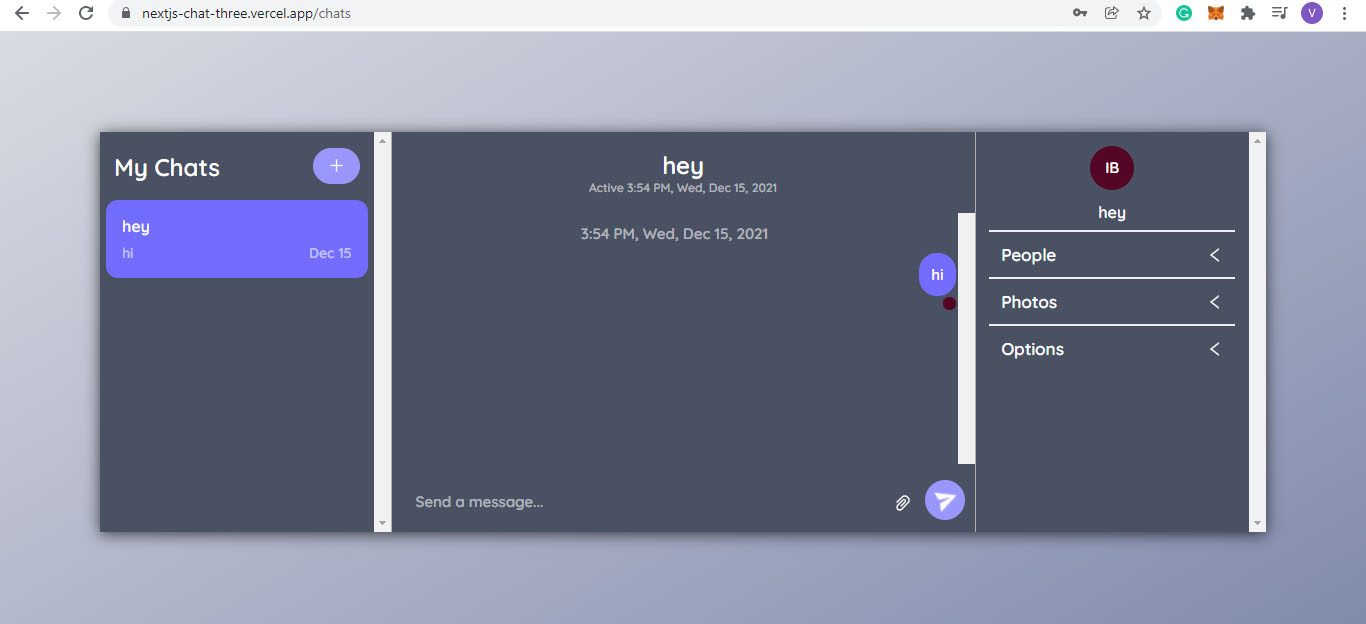 nextjs-chat-three.vercel.app/chats
G
V
My Chats
+
hey
hi
Dec 15
hey
Active 3:54 PM, Wed, Dec 15, 2021
3:54 PM, Wed, Dec 15, 2021
hi
Send a message...
IB
hey
People
Photos
Options